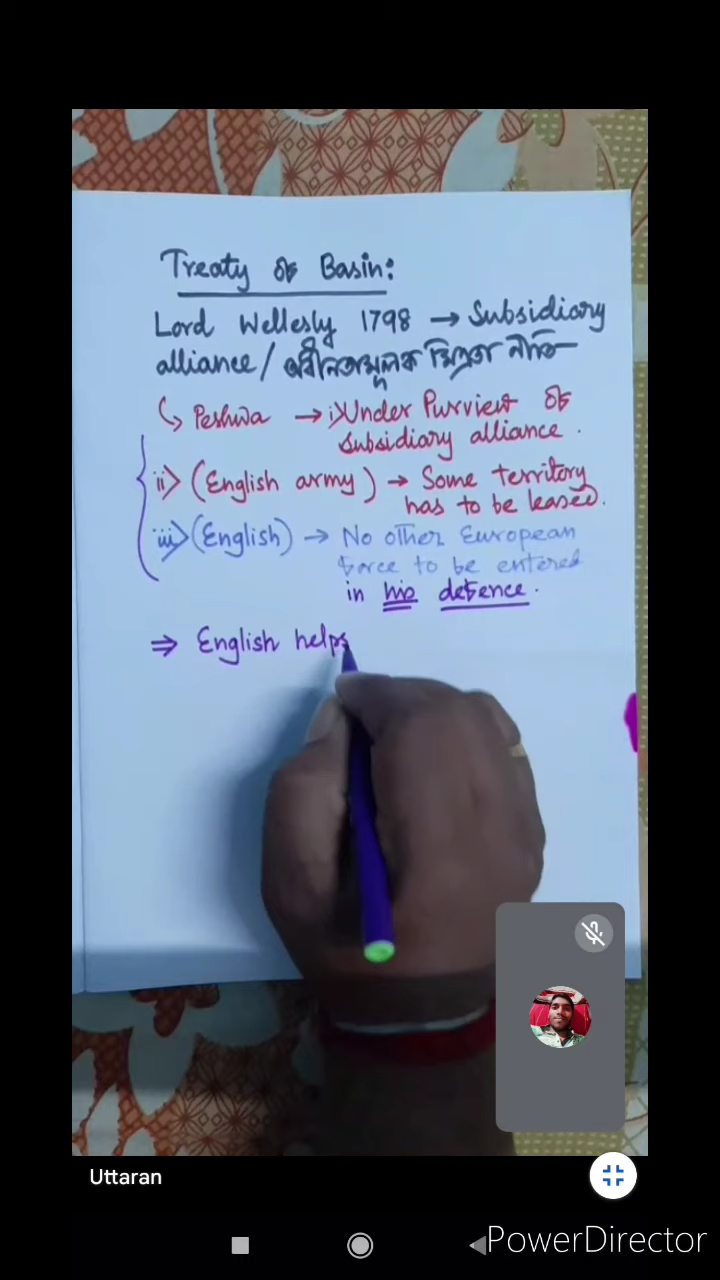 Treaty of Basin:
Lord Wellesly 1798 → Subsidiary
alliance / অধীনতামূলক মিত্রতা নীতি
↳ Peshwa → i) Under Purview of
subsidiary alliance.
ii) (English army) → Some territory
has to be leased.
iii) (English) → No other European
force to be entered
in his defence.
⇒ English helps
Uttaran
PowerDirector